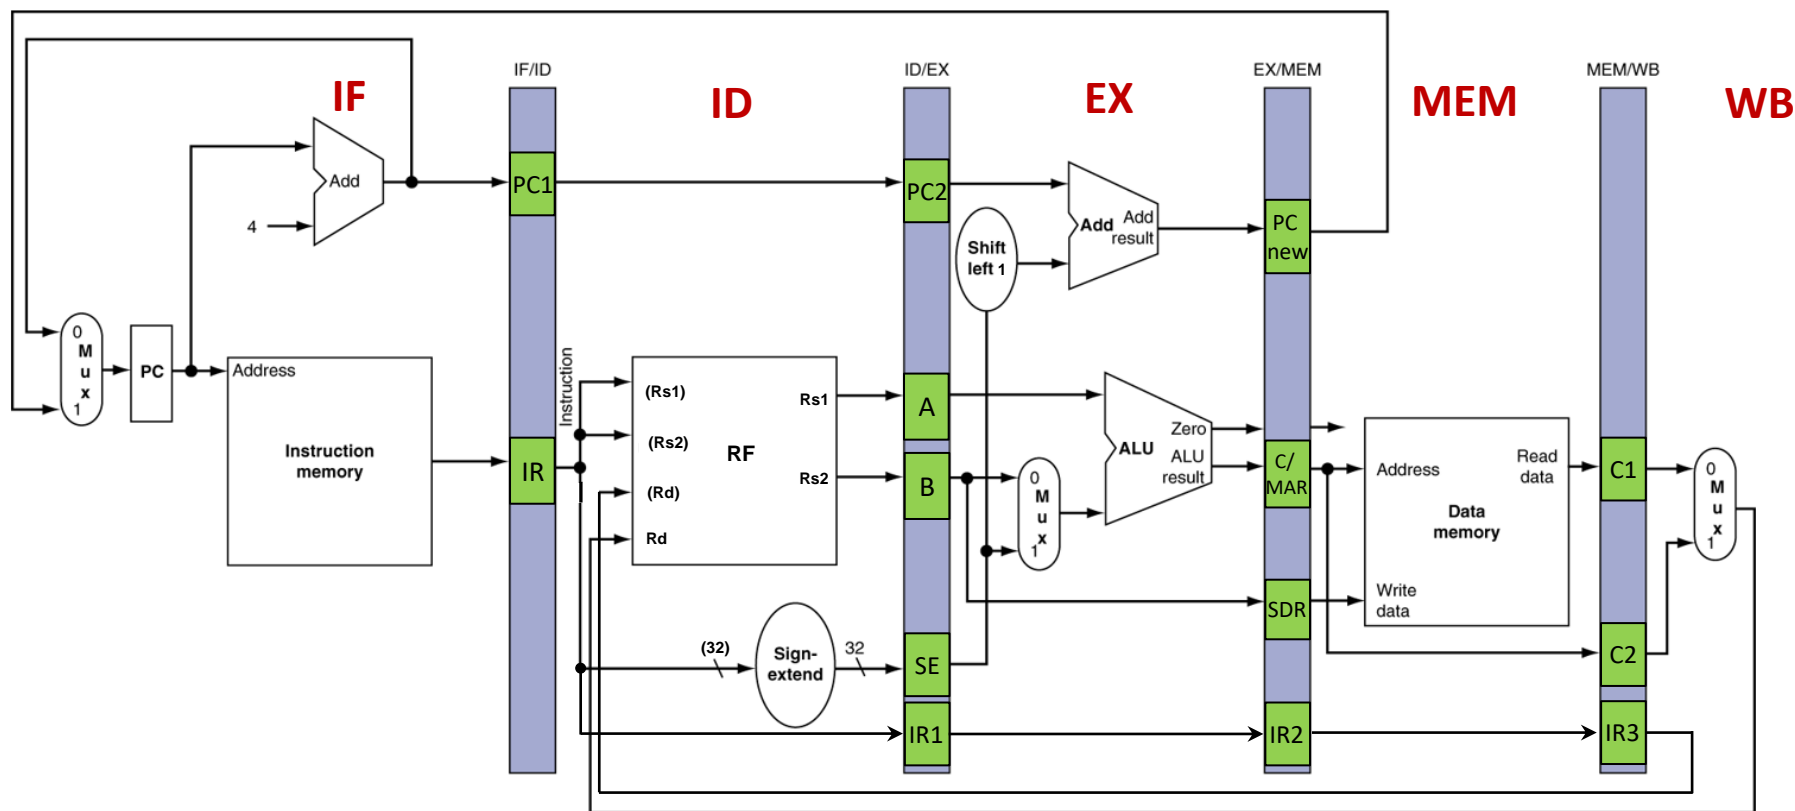 IF/ID
ID/EX
EX/MEM
MEM/WB
IF
ID
EX
MEM
WB
Add
4
PC1
PC2
Add
Add
result
PC
new
Shift
left 1
0
M
u
x
1
PC
Address
Instruction
memory
Instruction
IR
(Rs1)
(Rs2)
(Rd)
Rd
RF
Rs1
Rs2
A
B
0
M
u
x
1
ALU
Zero
ALU
result
C/
MAR
Address
Read
data
Data
memory
Write
data
SDR
C1
C2
0
M
u
x
1
(32)
Sign-
extend
32
SE
IR1
IR2
IR3